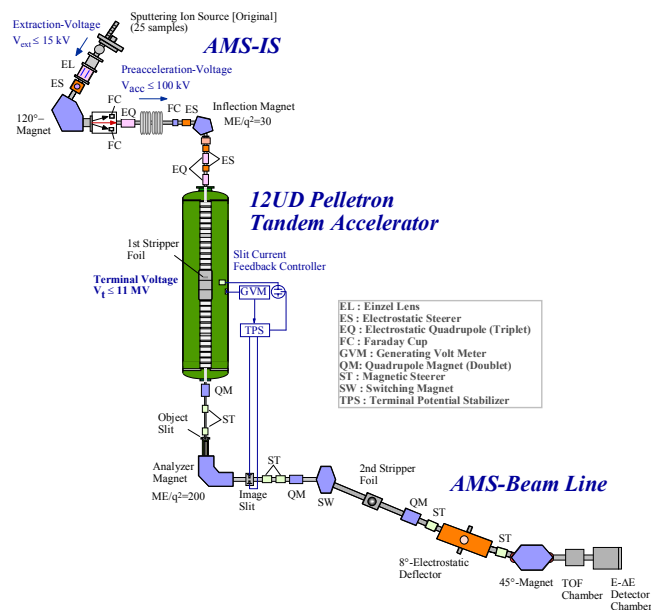 Extraction-Voltage
V_ext ≤ 15 kV
Sputtering Ion Source [Original]
(25 samples)
AMS-IS
EL
ES
Preacceleration-Voltage
V_acc ≤ 100 kV
120°–
Magnet
FC
FC
EQ
FC
ES
Inflection Magnet
ME/q²=30
EQ
ES
12UD Pelletron
Tandem Accelerator
1st Stripper
Foil
Slit Current
Feedback Controller
Terminal Voltage
V_t ≤ 11 MV
GVM
TPS
EL : Einzel Lens
ES : Electrostatic Steerer
EQ : Electrostatic Quadrupole (Triplet)
FC : Faraday Cup
GVM : Generating Volt Meter
QM: Quadrupole Magnet (Doublet)
ST : Magnetic Steerer
SW : Switching Magnet
TPS : Terminal Potential Stabilizer
QM
ST
Object
Slit
Analyzer
Magnet
ME/q²=200
Image
Slit
ST
QM
SW
2nd Stripper
Foil
AMS-Beam Line
QM
ST
8°-Electrostatic
Deflector
ST
45°-Magnet
TOF
Chamber
E-ΔE
Detector
Chamber